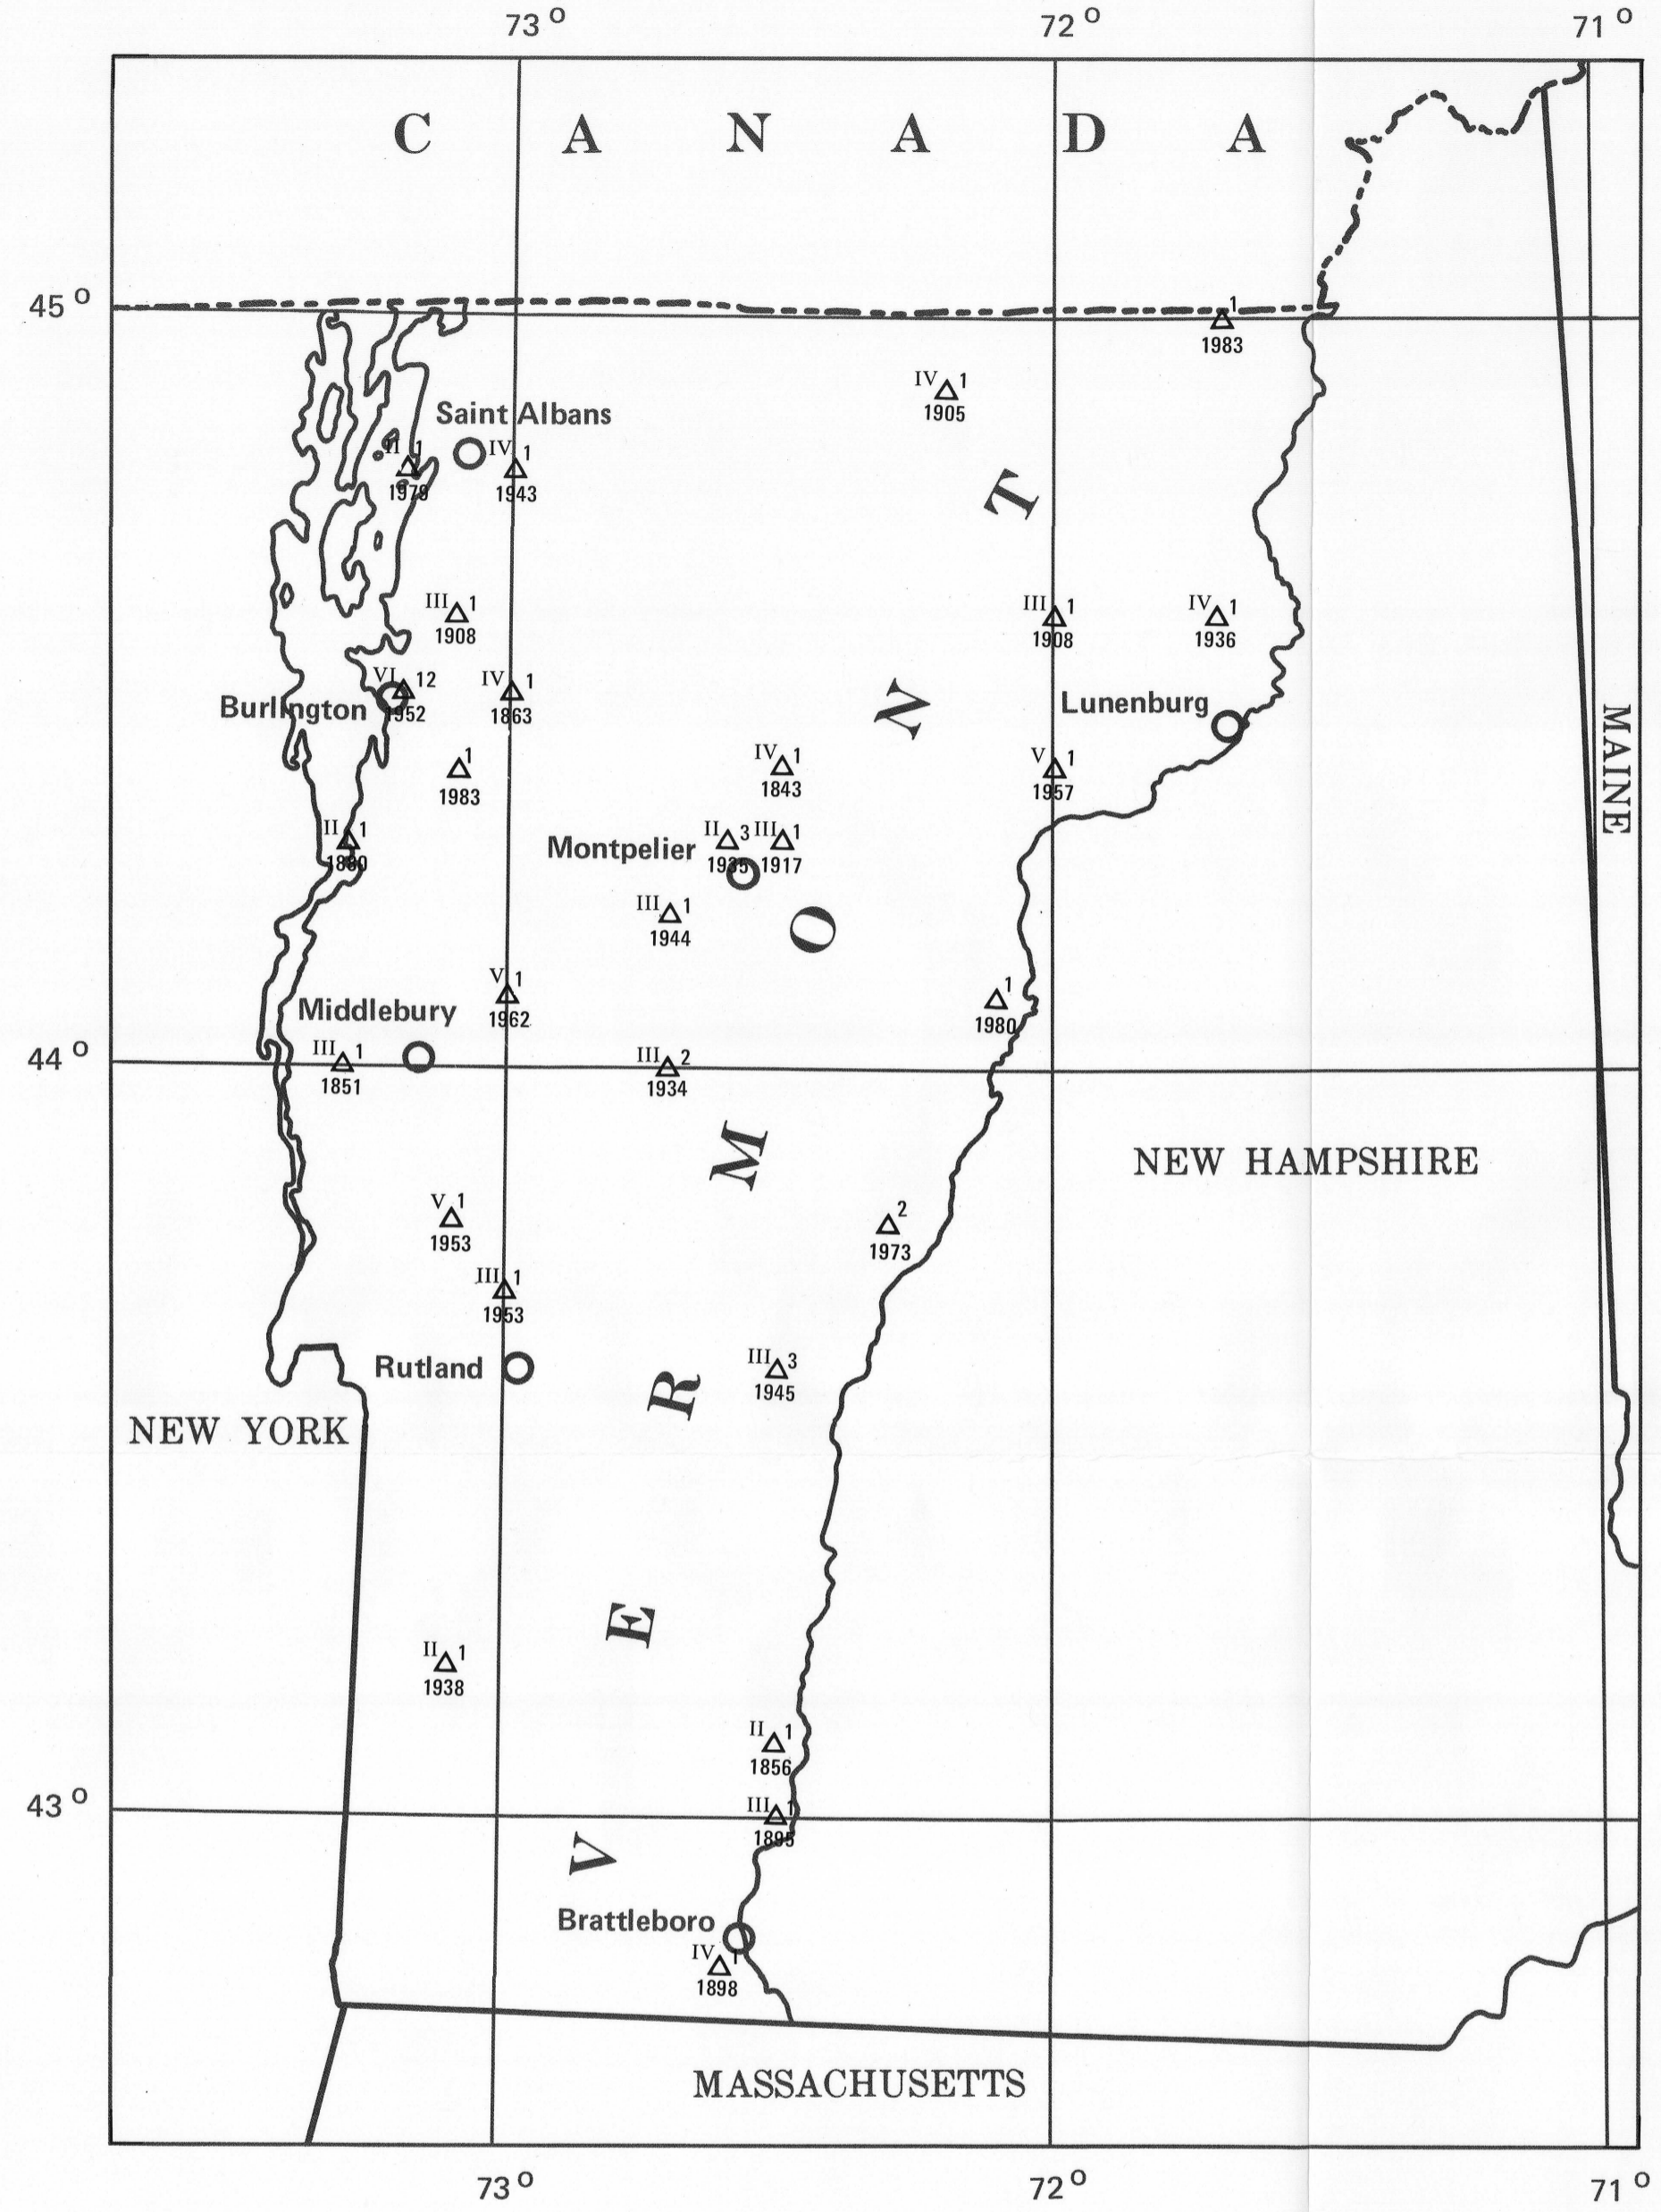 73° 72° 71°
C A N A D A
45°
1
1983
IV 1
1905
Saint Albans
II 1
1979
IV 1
1943
T
III 1
1908
III 1
1908
IV 1
1936
VI 12
1952
Burlington
IV 1
1863
N
Lunenburg
MAINE
1
1983
IV 1
1843
V 1
1957
II 1
1880
Montpelier
II 3
1935
III 1
1917
III 1
1944
O
V 1
1962
Middlebury
1
1980
44°
III 1
1851
III 2
1934
M
NEW HAMPSHIRE
V 1
1953
2
1973
III 1
1953
Rutland
III 3
1945
R
NEW YORK
E
II 1
1938
II 1
1856
43°
III 1
1895
V
Brattleboro
IV 1
1898
MASSACHUSETTS
73° 72° 71°